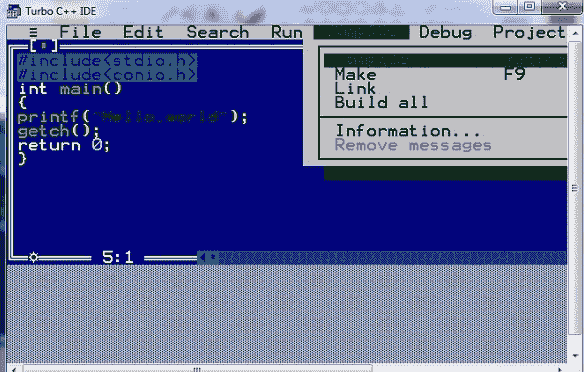 Turbo C++ IDE
≡ File Edit Search Run Debug Project
#include<stdio.h>
#include<conio.h>
int main()
{
printf("Hello,world");
getch();
return 0;
}
Make F9
Link
Build all
Information...
Remove messages
5:1